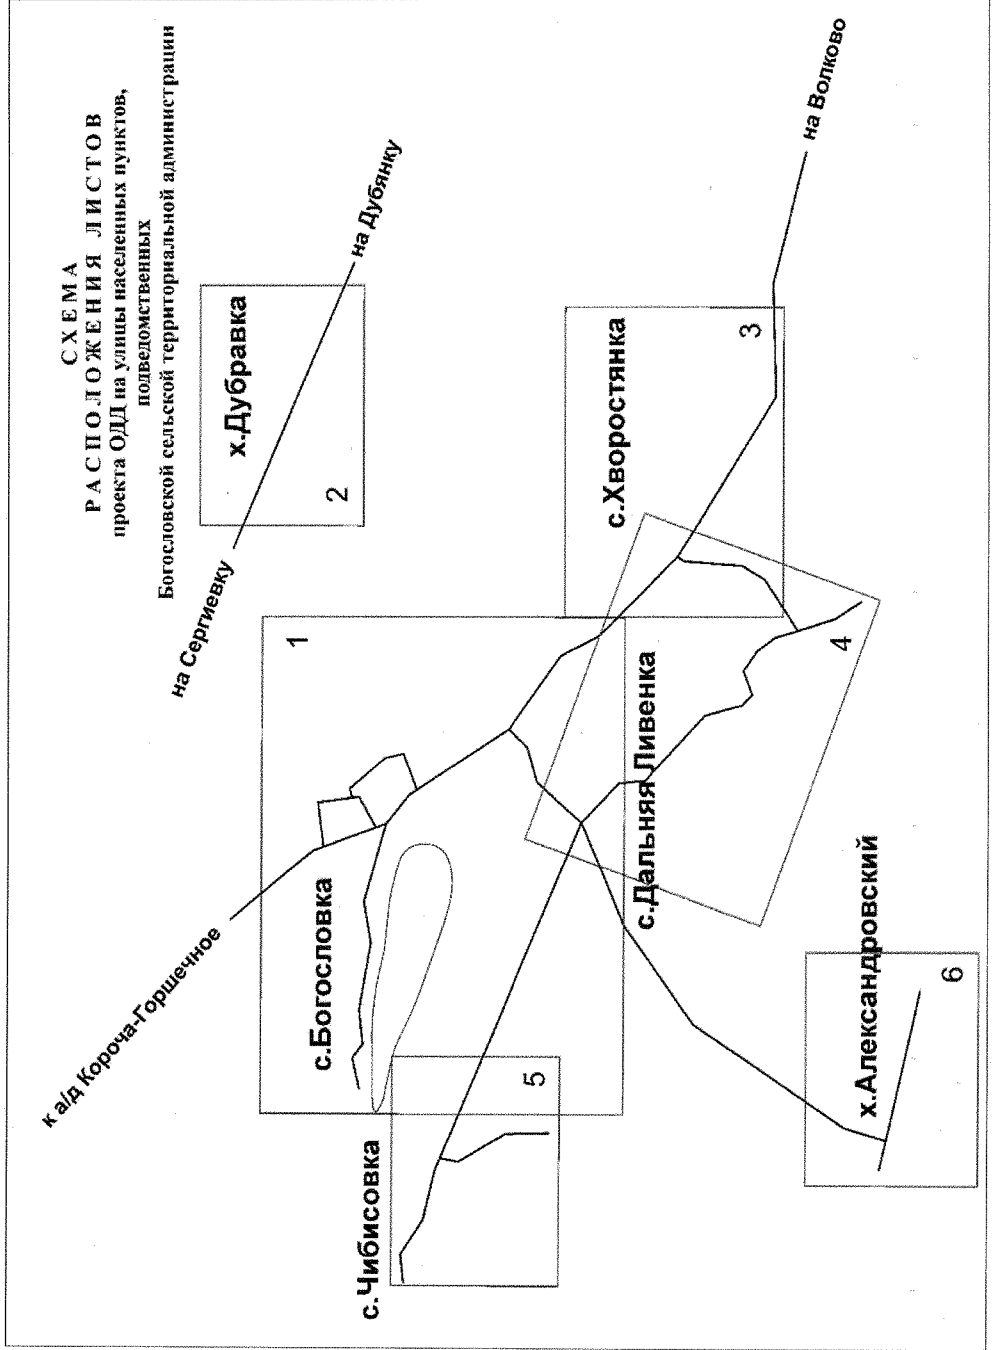 СХЕМА
РАСПОЛОЖЕНИЯ ЛИСТОВ
проекта ОДД на улицы населенных пунктов,
подведомственных
Богословской сельской территориальной администрации
к а/д Короча-Горшечное
на Сергиевку
х.Дубравка
2
на Дубянку
с.Богословка
1
с.Чибисовка
5
с.Хворостянка
3
на Волково
с.Дальняя Ливенка
4
х.Александровский
6